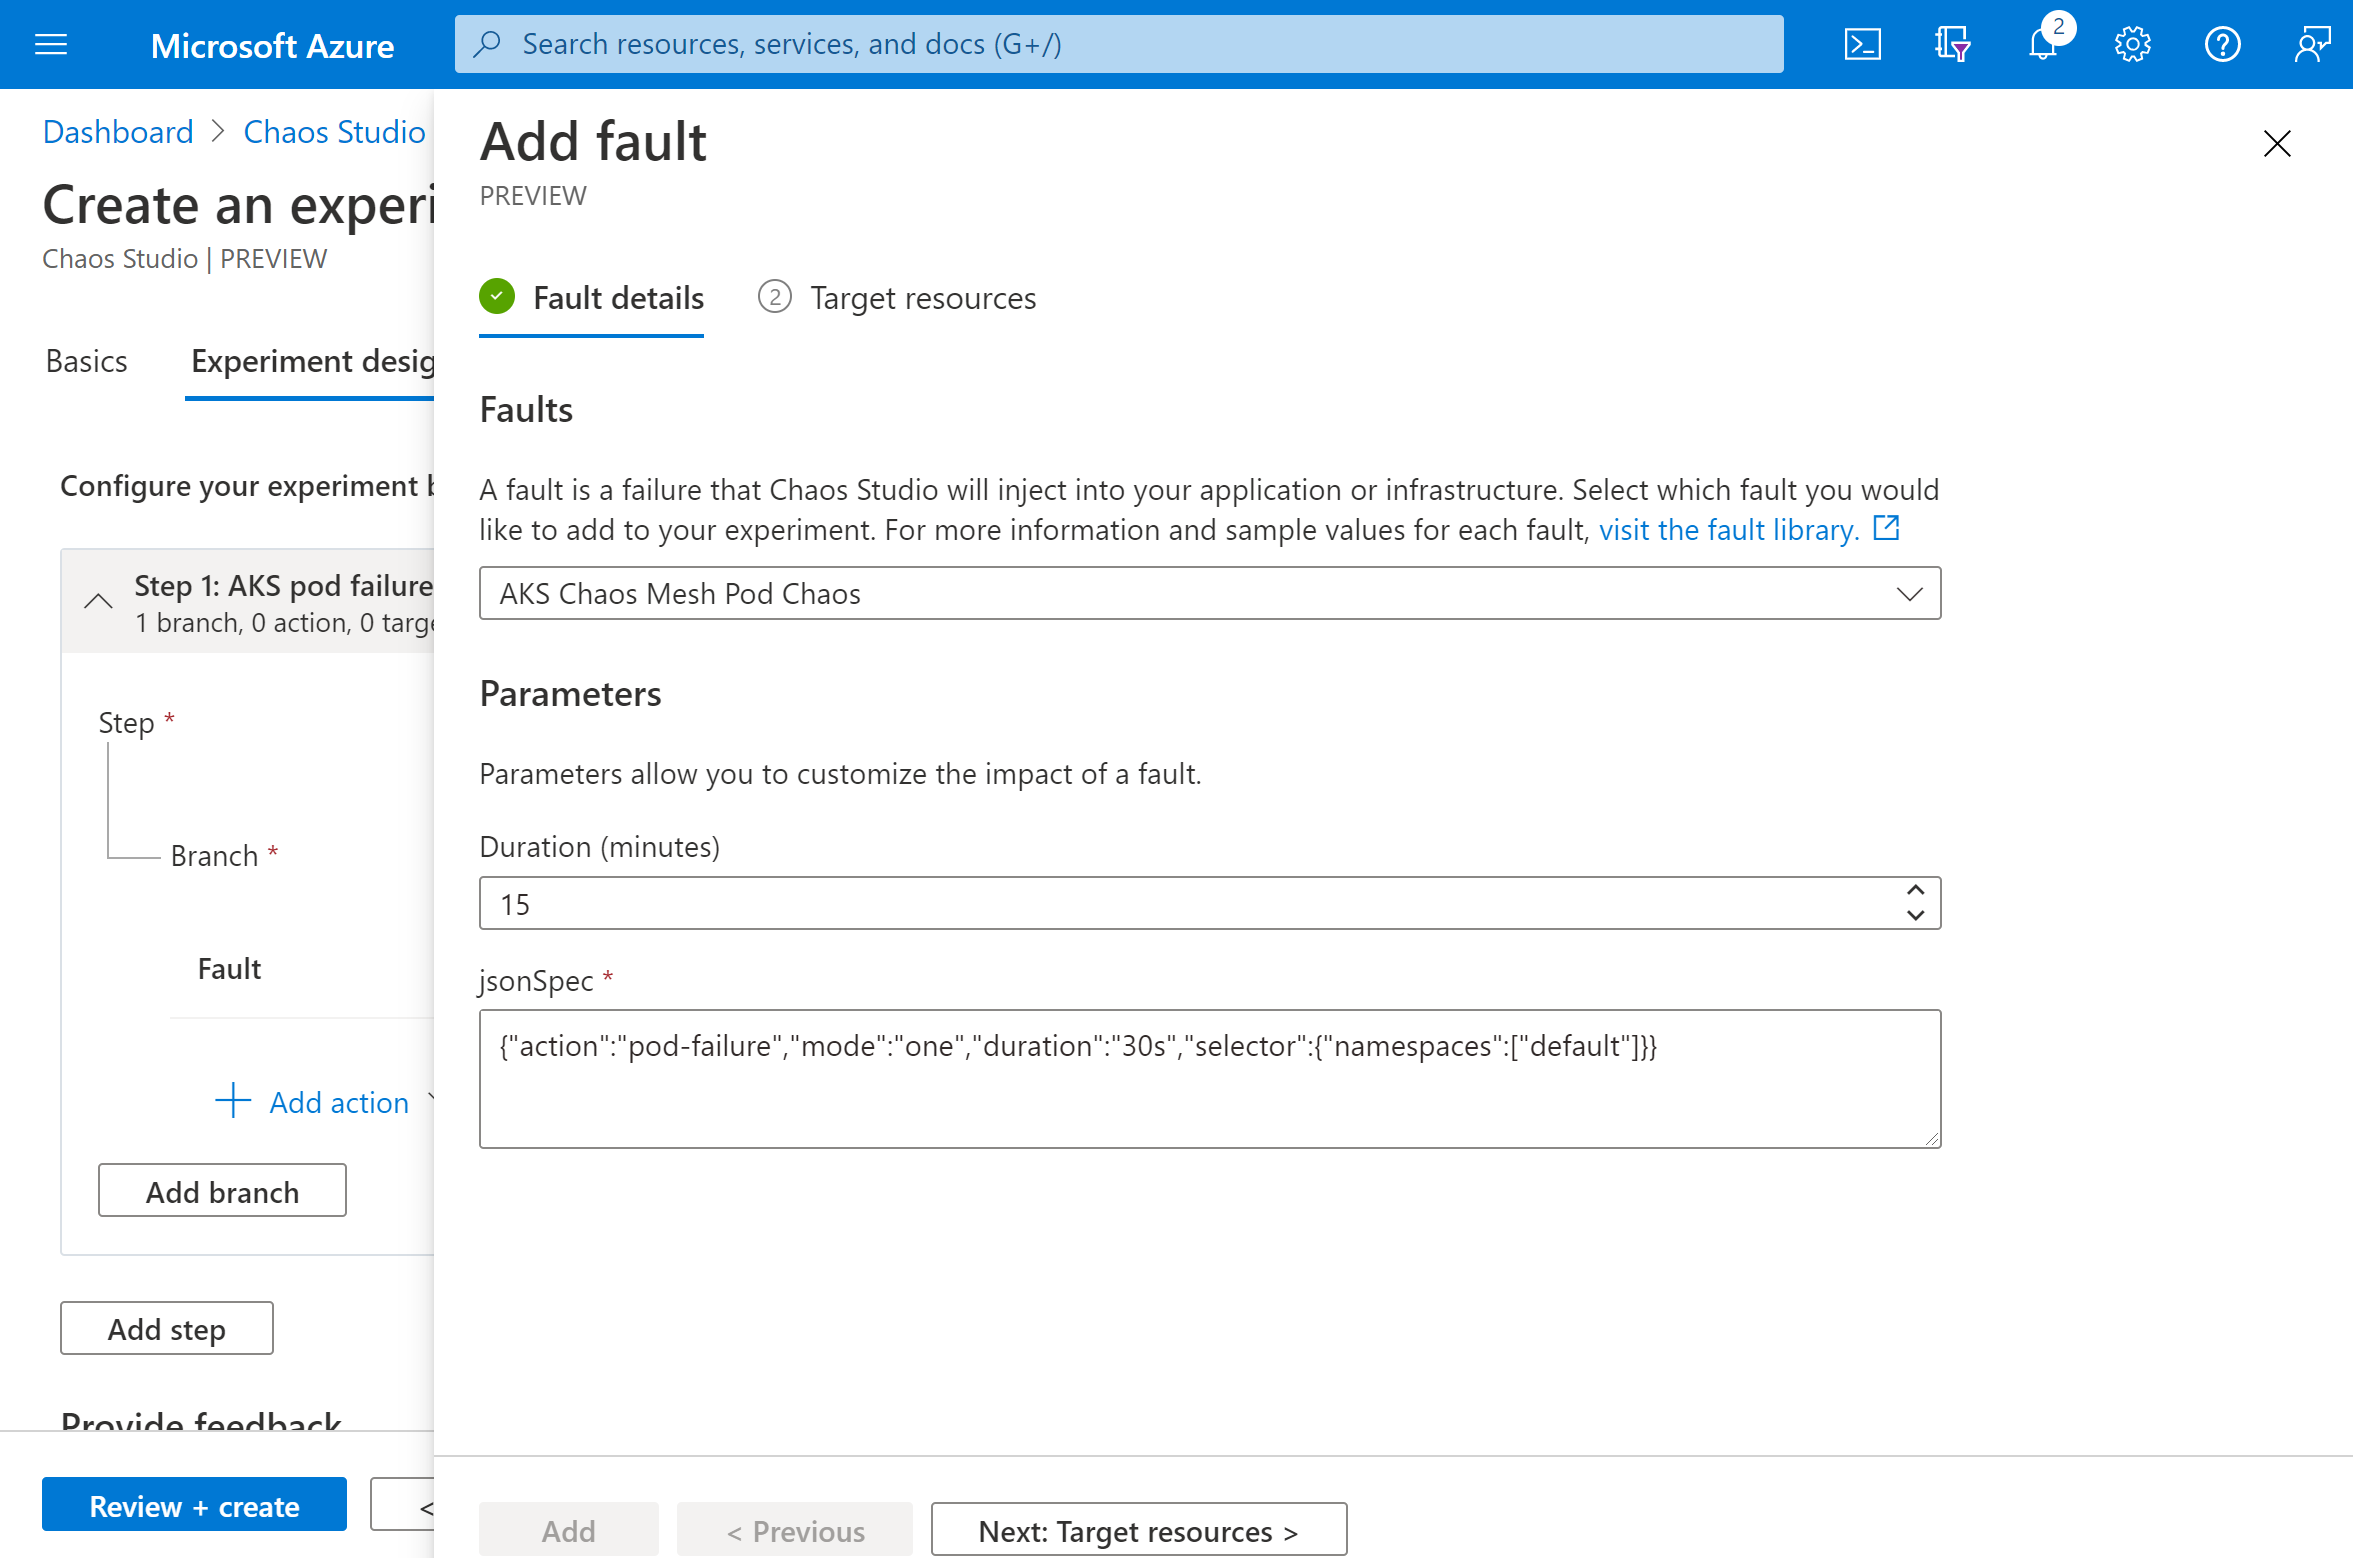 Microsoft Azure
Search resources, services, and docs (G+/)
2
Dashboard > Chaos Studio
Create an experi
Chaos Studio | PREVIEW
Basics
Experiment desig
Configure your experiment b
Step 1: AKS pod failure
1 branch, 0 action, 0 targe
Step *
Branch *
Fault
Add action
Add branch
Add step
Provide feedback
Review + create
<
Add fault
PREVIEW
Fault details
2 Target resources
Faults
A fault is a failure that Chaos Studio will inject into your application or infrastructure. Select which fault you would
like to add to your experiment. For more information and sample values for each fault, visit the fault library.
AKS Chaos Mesh Pod Chaos
Parameters
Parameters allow you to customize the impact of a fault.
Duration (minutes)
15
jsonSpec *
{"action":"pod-failure","mode":"one","duration":"30s","selector":{"namespaces":["default"]}}
Add
< Previous
Next: Target resources >